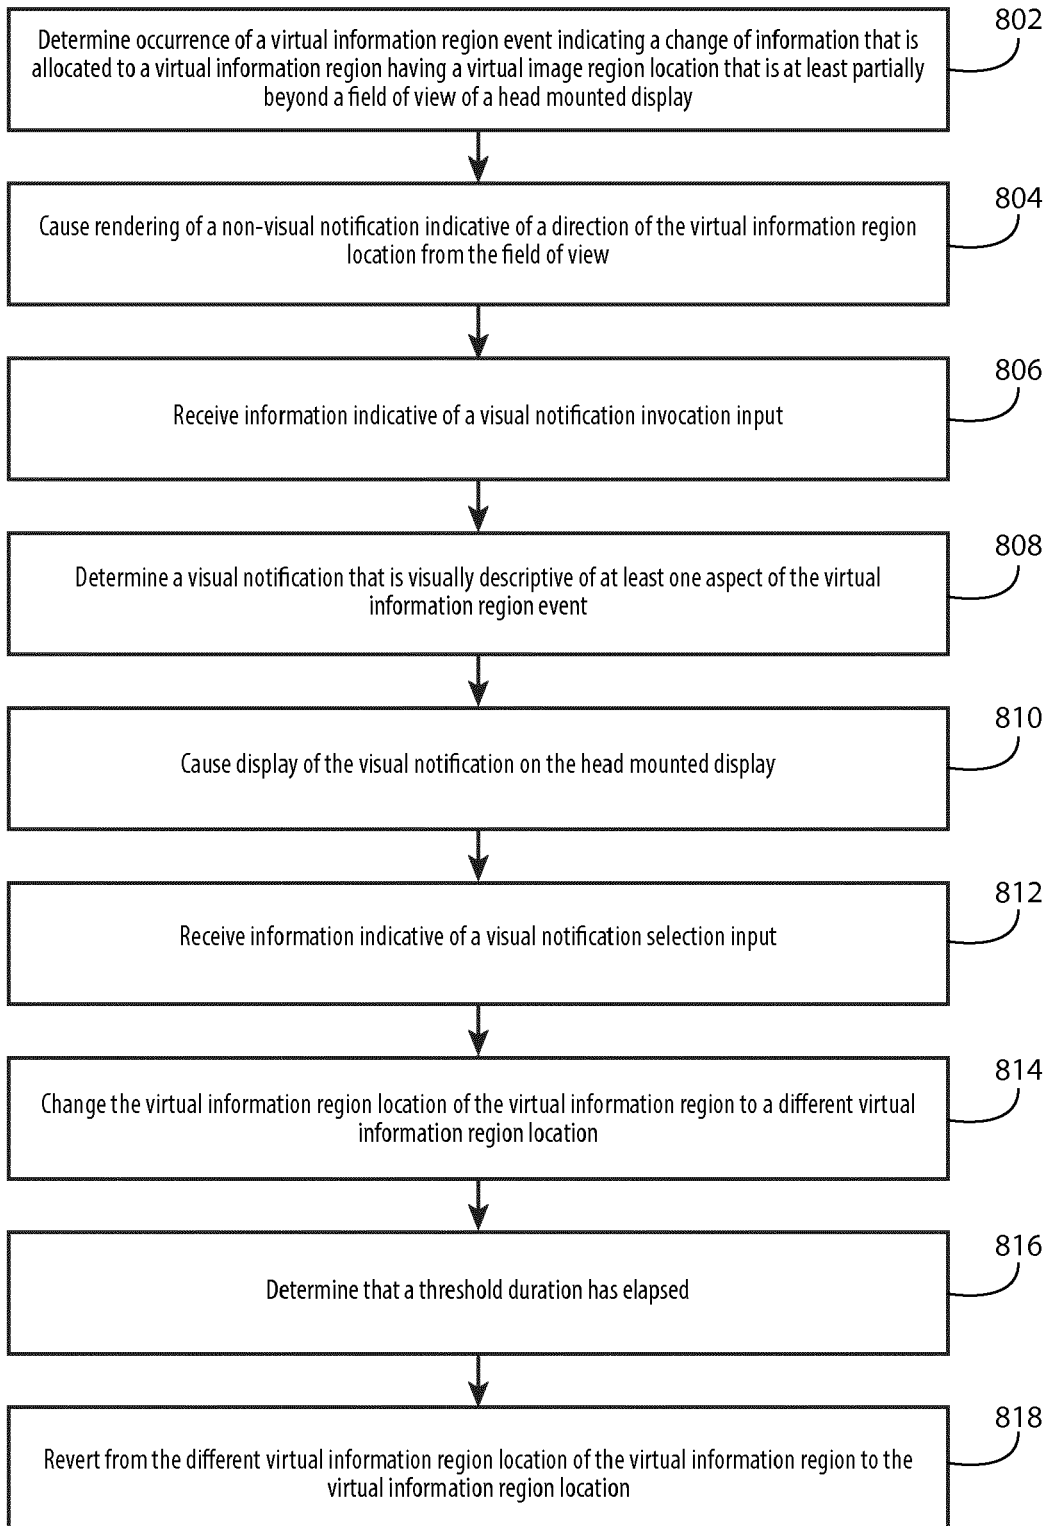 802
Determine occurrence of a virtual information region event indicating a change of information that is
allocated to a virtual information region having a virtual image region location that is at least partially
beyond a field of view of a head mounted display
804
Cause rendering of a non-visual notification indicative of a direction of the virtual information region
location from the field of view
806
Receive information indicative of a visual notification invocation input
808
Determine a visual notification that is visually descriptive of at least one aspect of the virtual
information region event
810
Cause display of the visual notification on the head mounted display
812
Receive information indicative of a visual notification selection input
814
Change the virtual information region location of the virtual information region to a different virtual
information region location
816
Determine that a threshold duration has elapsed
818
Revert from the different virtual information region location of the virtual information region to the
virtual information region location